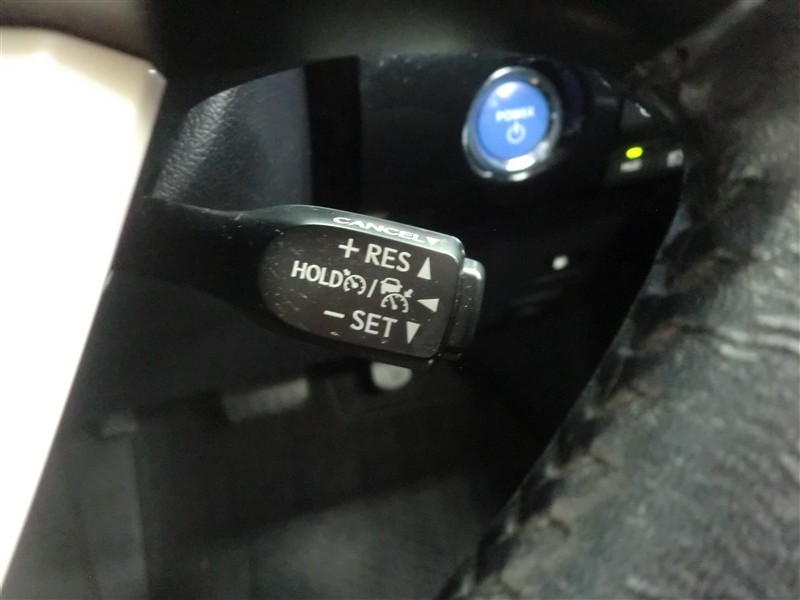 POWER
CANCEL
+ RES
HOLD /
− SET